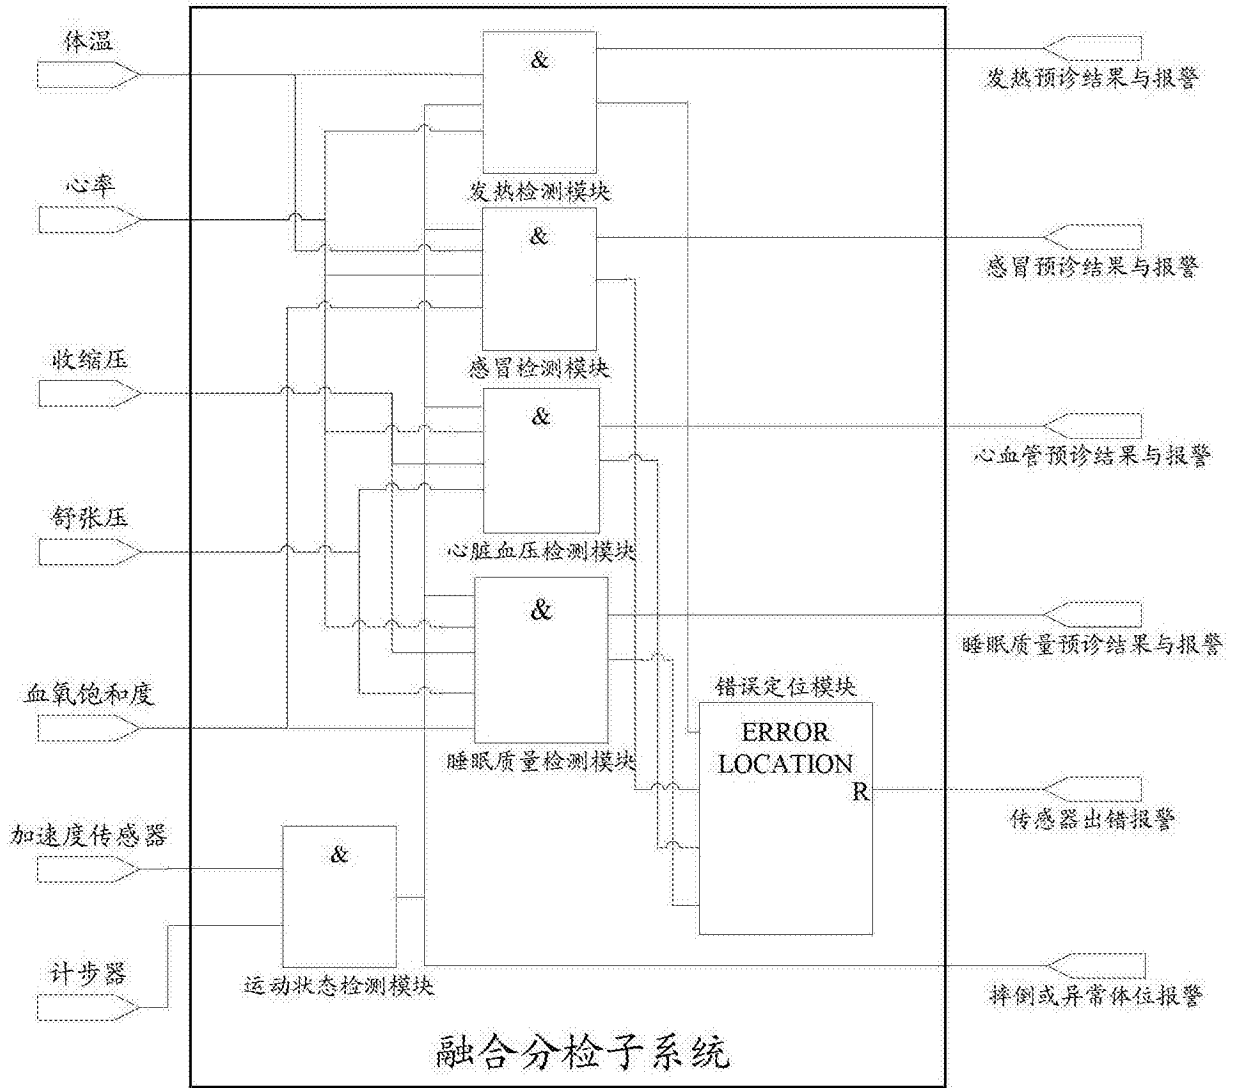 体温
心率
收缩压
舒张压
血氧饱和度
加速度传感器
计步器
&
发热检测模块
&
感冒检测模块
&
心脏血压检测模块
&
睡眠质量检测模块
&
运动状态检测模块
错误定位模块
ERROR
LOCATION
R
发热预诊结果与报警
感冒预诊结果与报警
心血管预诊结果与报警
睡眠质量预诊结果与报警
传感器出错报警
摔倒或异常体位报警
融合分检子系统